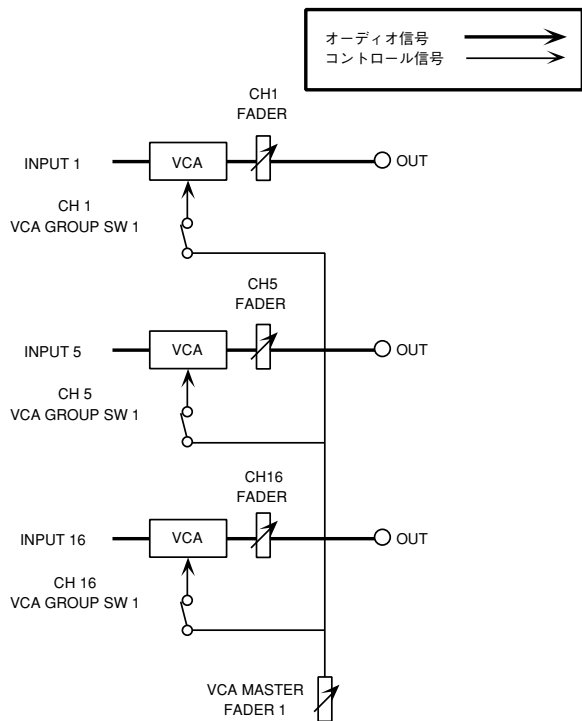 オーディオ信号
コントロール信号
CH1
FADER
INPUT 1
VCA
OUT
CH 1
VCA GROUP SW 1
CH5
FADER
INPUT 5
VCA
OUT
CH 5
VCA GROUP SW 1
CH16
FADER
INPUT 16
VCA
OUT
CH 16
VCA GROUP SW 1
VCA MASTER
FADER 1